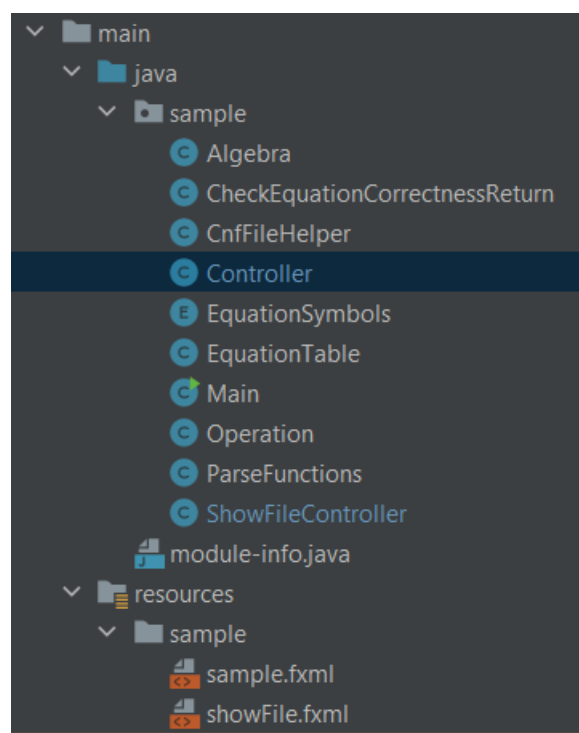 main
java
sample
Algebra
CheckEquationCorrectnessReturn
CnfFileHelper
Controller
EquationSymbols
EquationTable
Main
Operation
ParseFunctions
ShowFileController
module-info.java
resources
sample
sample.fxml
showFile.fxml